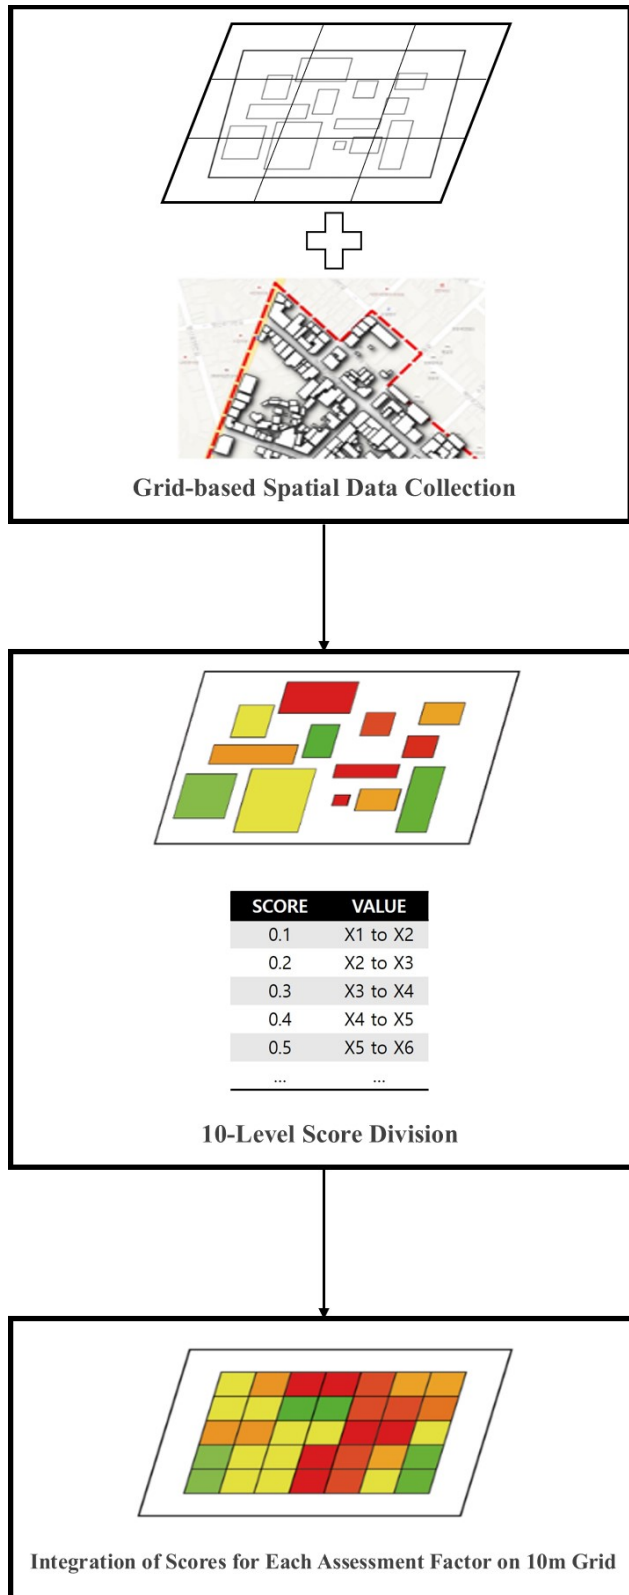 Grid-based Spatial Data Collection
SCORE VALUE
0.1 X1 to X2
0.2 X2 to X3
0.3 X3 to X4
0.4 X4 to X5
0.5 X5 to X6
... ...
10-Level Score Division
Integration of Scores for Each Assessment Factor on 10m Grid